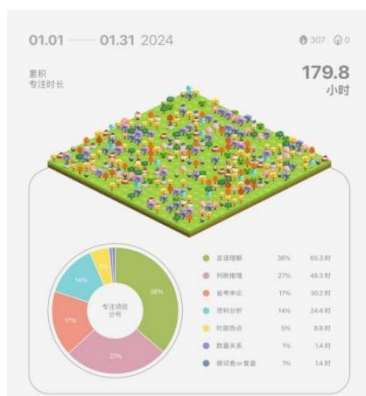 01.01 —— 01.31 2024
307 0
累积
专注时长
179.8
小时
专注项目
分布
36%
27%
17%
14%
5%
言语理解 36% 65.3 时
判断推理 27% 48.3 时
省考申论 17% 30.2 时
资料分析 14% 24.4 时
时政热点 5% 8.8 时
数量关系 1% 1.4 时
做试卷or复盘 1% 1.4 时